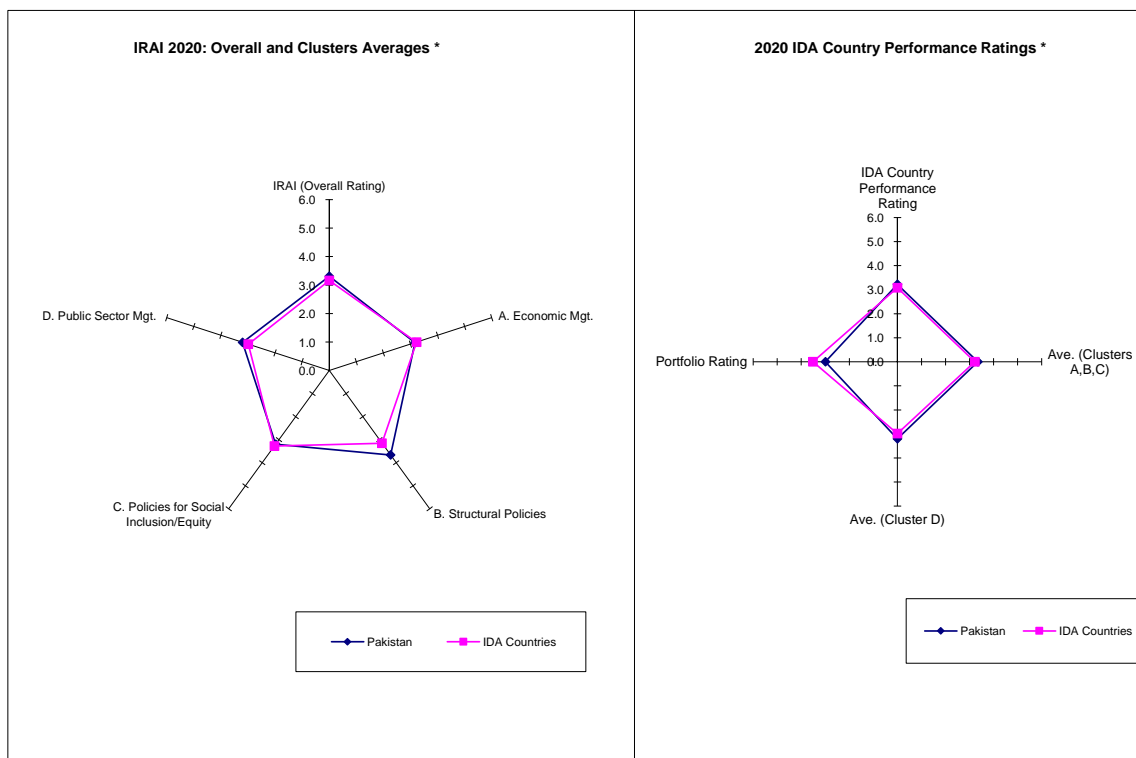 IRAI 2020: Overall and Clusters Averages *
IRAI (Overall Rating)
6.0
5.0
4.0
3.0
2.0
1.0
0.0
D. Public Sector Mgt.
A. Economic Mgt.
C. Policies for Social
Inclusion/Equity
B. Structural Policies
Pakistan
IDA Countries
2020 IDA Country Performance Ratings *
IDA Country
Performance
Rating
6.0
5.0
4.0
3.0
2.0
1.0
0.0
Portfolio Rating
Ave. (Clusters
A,B,C)
Ave. (Cluster D)
Pakistan
IDA Countries